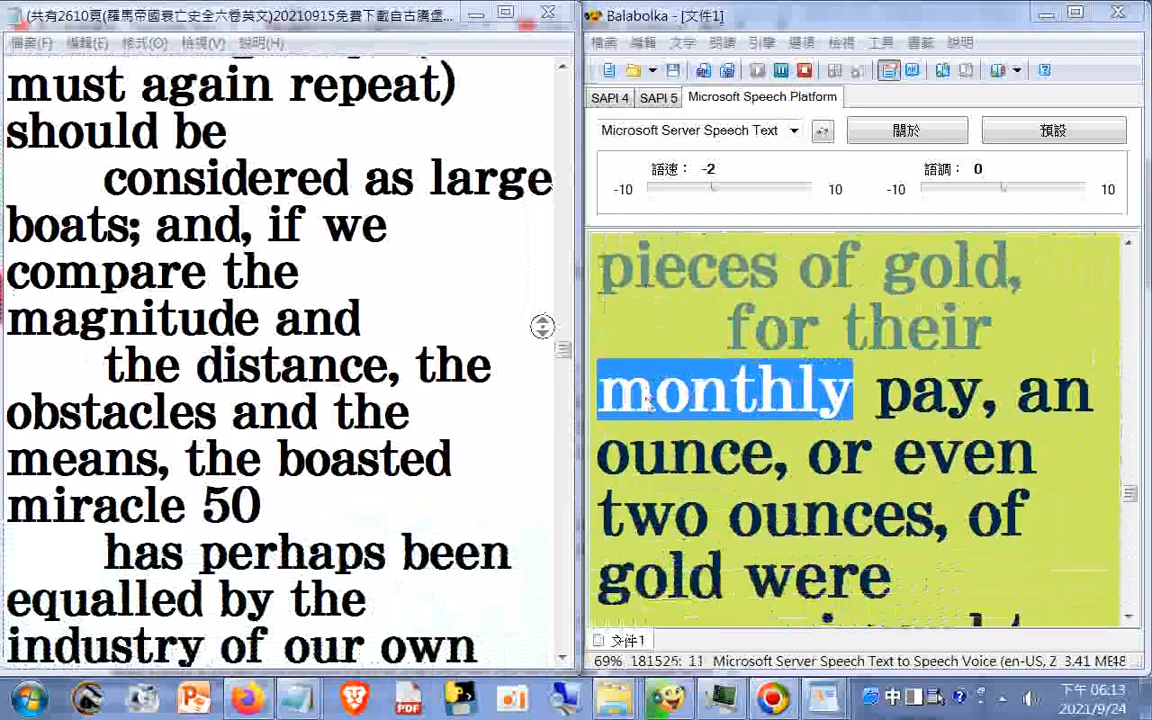 (共有2610頁(羅馬帝國衰亡史全六卷英文)20210915免費下載自古騰堡...
檔案(F) 編輯(E) 格式(O) 檢視(V) 說明(H)
must again repeat)
should be
considered as large
boats; and, if we
compare the
magnitude and
the distance, the
obstacles and the
means, the boasted
miracle 50
has perhaps been
equalled by the
industry of our own
Balabolka - [文件1]
檔案 編輯 文字 朗讀 引擎 選項 檢視 工具 書籤 說明
SAPI 4 SAPI 5 Microsoft Speech Platform
Microsoft Server Speech Text 關於 預設
語速： -2 語調： 0
-10 10 -10 10
pieces of gold,
for their
monthly pay, an
ounce, or even
two ounces, of
gold were
文件1
69% 181525: 11 Microsoft Server Speech Text to Speech Voice (en-US, Z 3.41 ME48
中
下午 06:13
2021/9/24